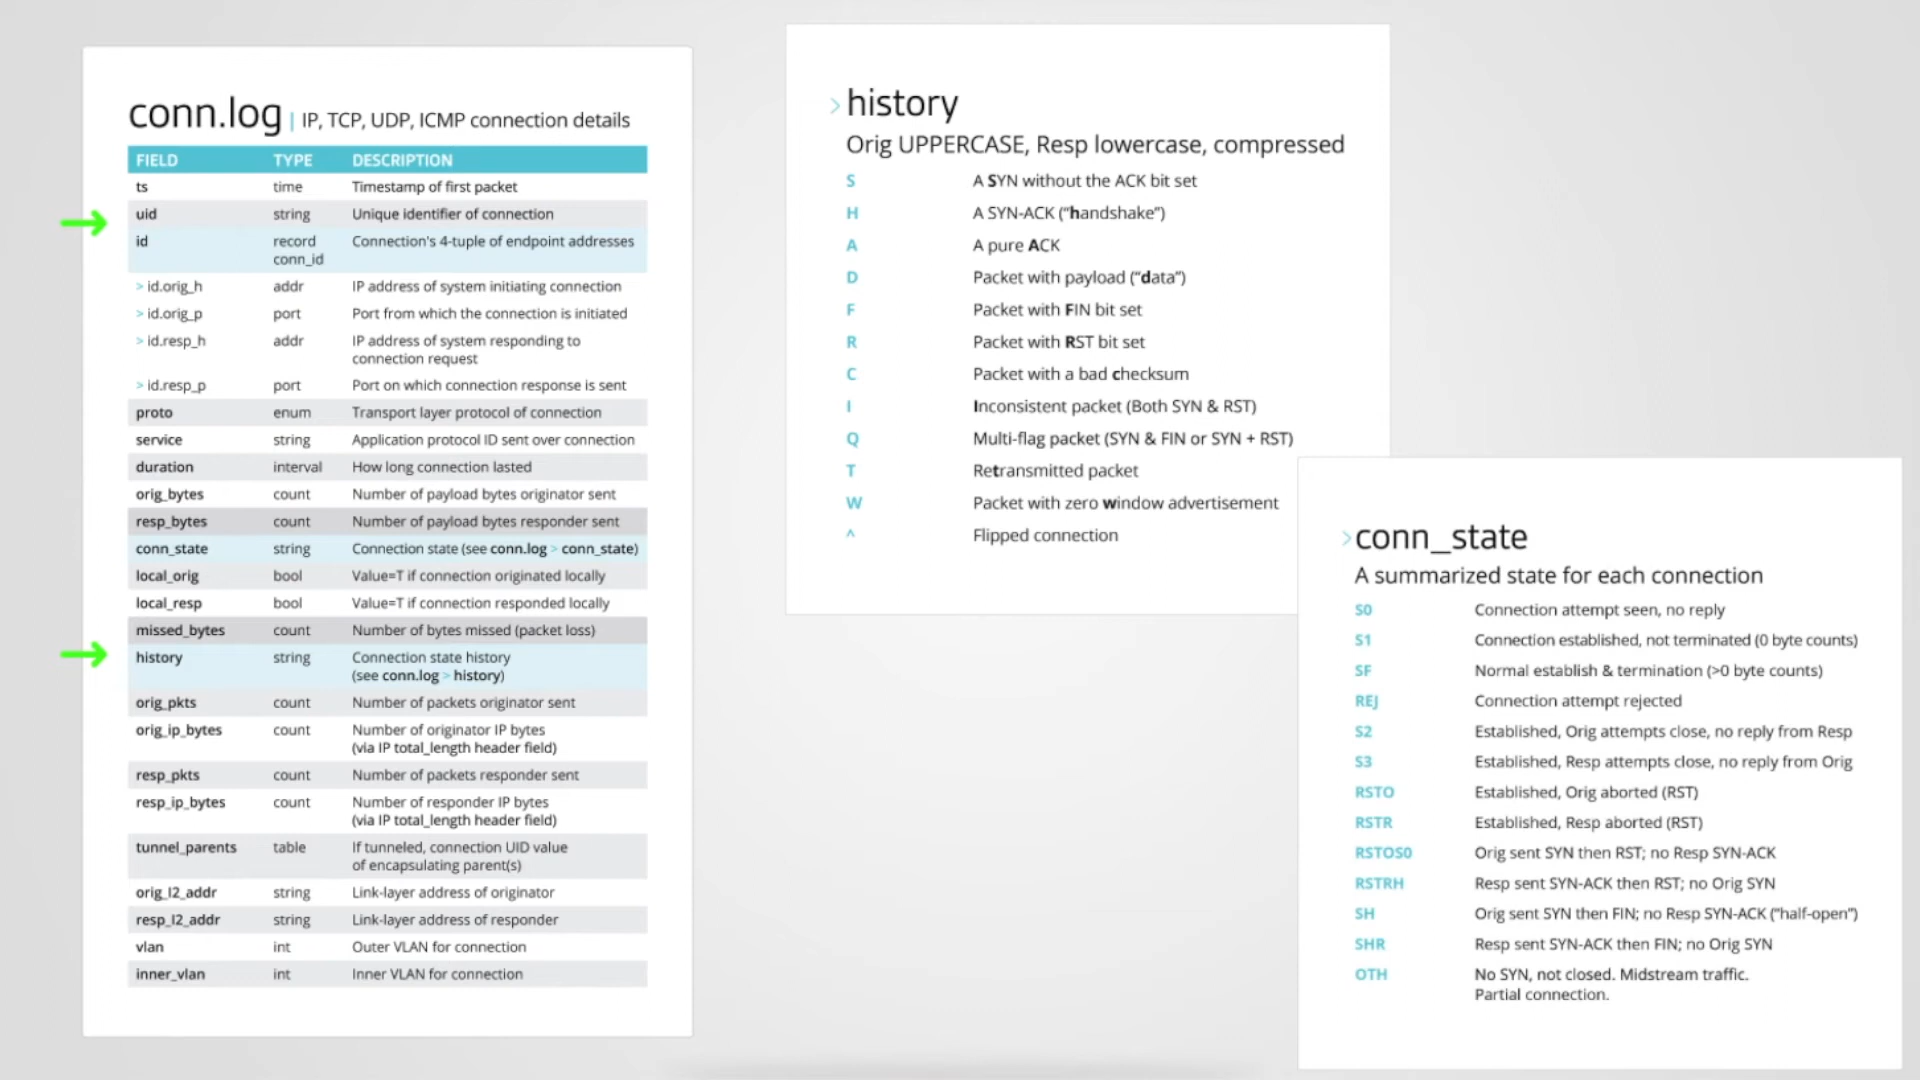 conn.log | IP, TCP, UDP, ICMP connection details
FIELD TYPE DESCRIPTION
ts time Timestamp of first packet
uid string Unique identifier of connection
id record Connection's 4-tuple of endpoint addresses
conn_id
> id.orig_h addr IP address of system initiating connection
> id.orig_p port Port from which the connection is initiated
> id.resp_h addr IP address of system responding to
connection request
> id.resp_p port Port on which connection response is sent
proto enum Transport layer protocol of connection
service string Application protocol ID sent over connection
duration interval How long connection lasted
orig_bytes count Number of payload bytes originator sent
resp_bytes count Number of payload bytes responder sent
conn_state string Connection state (see conn.log > conn_state)
local_orig bool Value=T if connection originated locally
local_resp bool Value=T if connection responded locally
missed_bytes count Number of bytes missed (packet loss)
history string Connection state history
(see conn.log > history)
orig_pkts count Number of packets originator sent
orig_ip_bytes count Number of originator IP bytes
(via IP total_length header field)
resp_pkts count Number of packets responder sent
resp_ip_bytes count Number of responder IP bytes
(via IP total_length header field)
tunnel_parents table If tunneled, connection UID value
of encapsulating parent(s)
orig_l2_addr string Link-layer address of originator
resp_l2_addr string Link-layer address of responder
vlan int Outer VLAN for connection
inner_vlan int Inner VLAN for connection
> history
Orig UPPERCASE, Resp lowercase, compressed
S A SYN without the ACK bit set
H A SYN-ACK (“handshake”)
A A pure ACK
D Packet with payload (“data”)
F Packet with FIN bit set
R Packet with RST bit set
C Packet with a bad checksum
I Inconsistent packet (Both SYN & RST)
Q Multi-flag packet (SYN & FIN or SYN + RST)
T Retransmitted packet
W Packet with zero window advertisement
^ Flipped connection
> conn_state
A summarized state for each connection
S0 Connection attempt seen, no reply
S1 Connection established, not terminated (0 byte counts)
SF Normal establish & termination (>0 byte counts)
REJ Connection attempt rejected
S2 Established, Orig attempts close, no reply from Resp
S3 Established, Resp attempts close, no reply from Orig
RSTO Established, Orig aborted (RST)
RSTR Established, Resp aborted (RST)
RSTOS0 Orig sent SYN then RST; no Resp SYN-ACK
RSTRH Resp sent SYN-ACK then RST; no Orig SYN
SH Orig sent SYN then FIN; no Resp SYN-ACK (“half-open”)
SHR Resp sent SYN-ACK then FIN; no Orig SYN
OTH No SYN, not closed. Midstream traffic.
Partial connection.